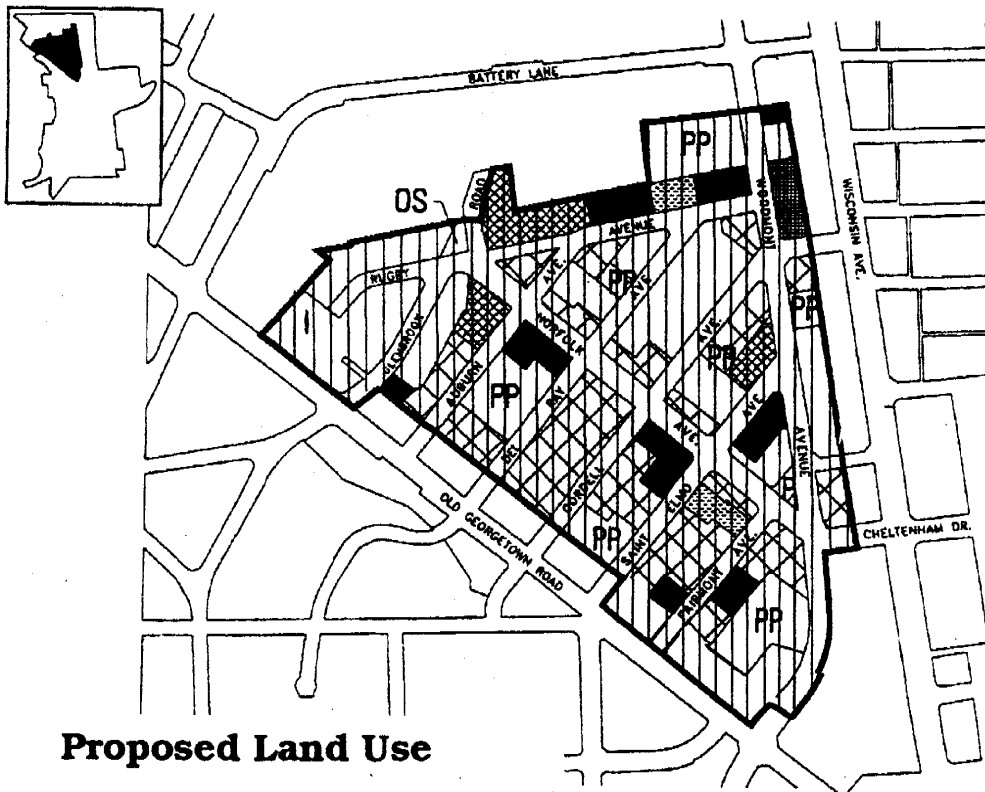 BATTERY LANE
PP
ROAD
OS
WOODMONT
WISCONSIN AVE.
AVENUE
RUGBY
AVE.
PP
AVE.
PP
GLENBROOK
NORFOLK
AVE.
PP
AUBURN
PP
RAY
AVE.
AVE.
DEL
AVENUE
CORDELL
ELMO
P
OLD GEORGETOWN ROAD
CHELTENHAM DR.
PP
SAINT
AVE.
FAIRMONT
PP
Proposed Land Use